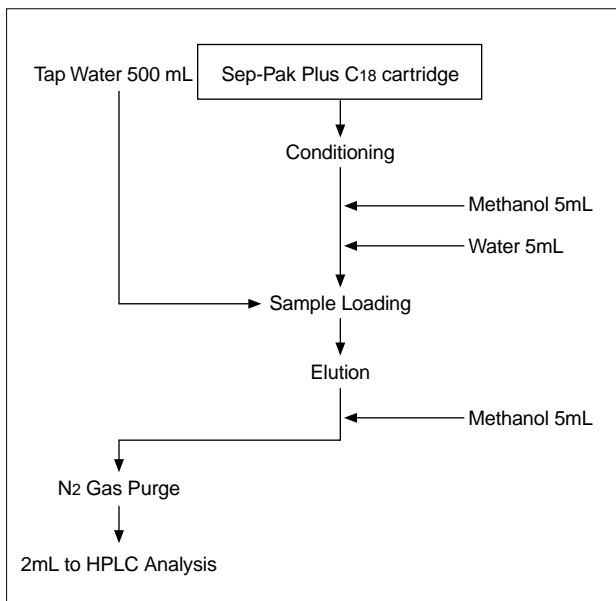 Tap Water 500 mL
Sep-Pak Plus C18 cartridge
Conditioning
Methanol 5mL
Water 5mL
Sample Loading
Elution
Methanol 5mL
N2 Gas Purge
2mL to HPLC Analysis